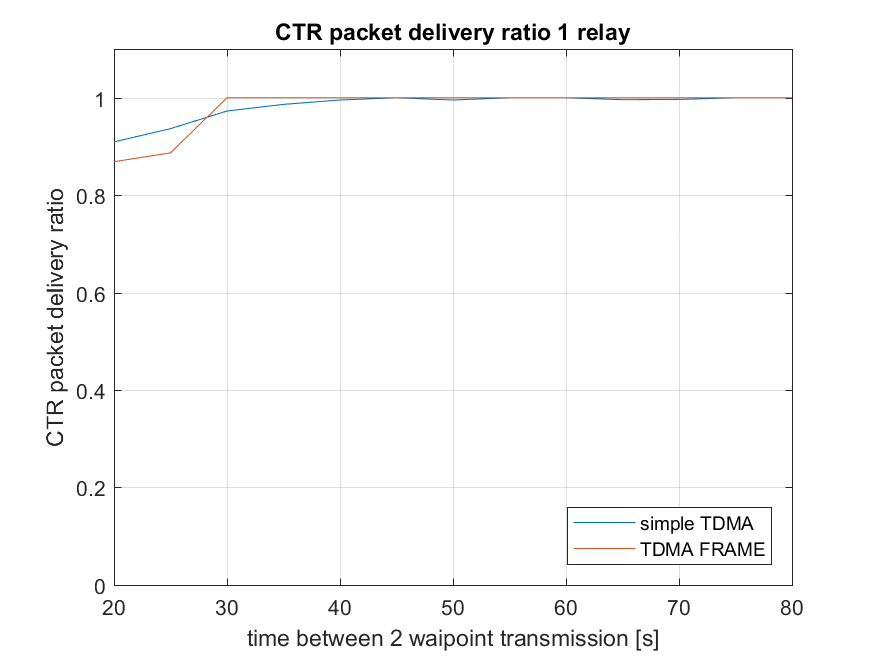 CTR packet delivery ratio 1 relay
CTR packet delivery ratio
1
0.8
0.6
0.4
0.2
0
simple TDMA
TDMA FRAME
20 30 40 50 60 70 80
time between 2 waipoint transmission [s]